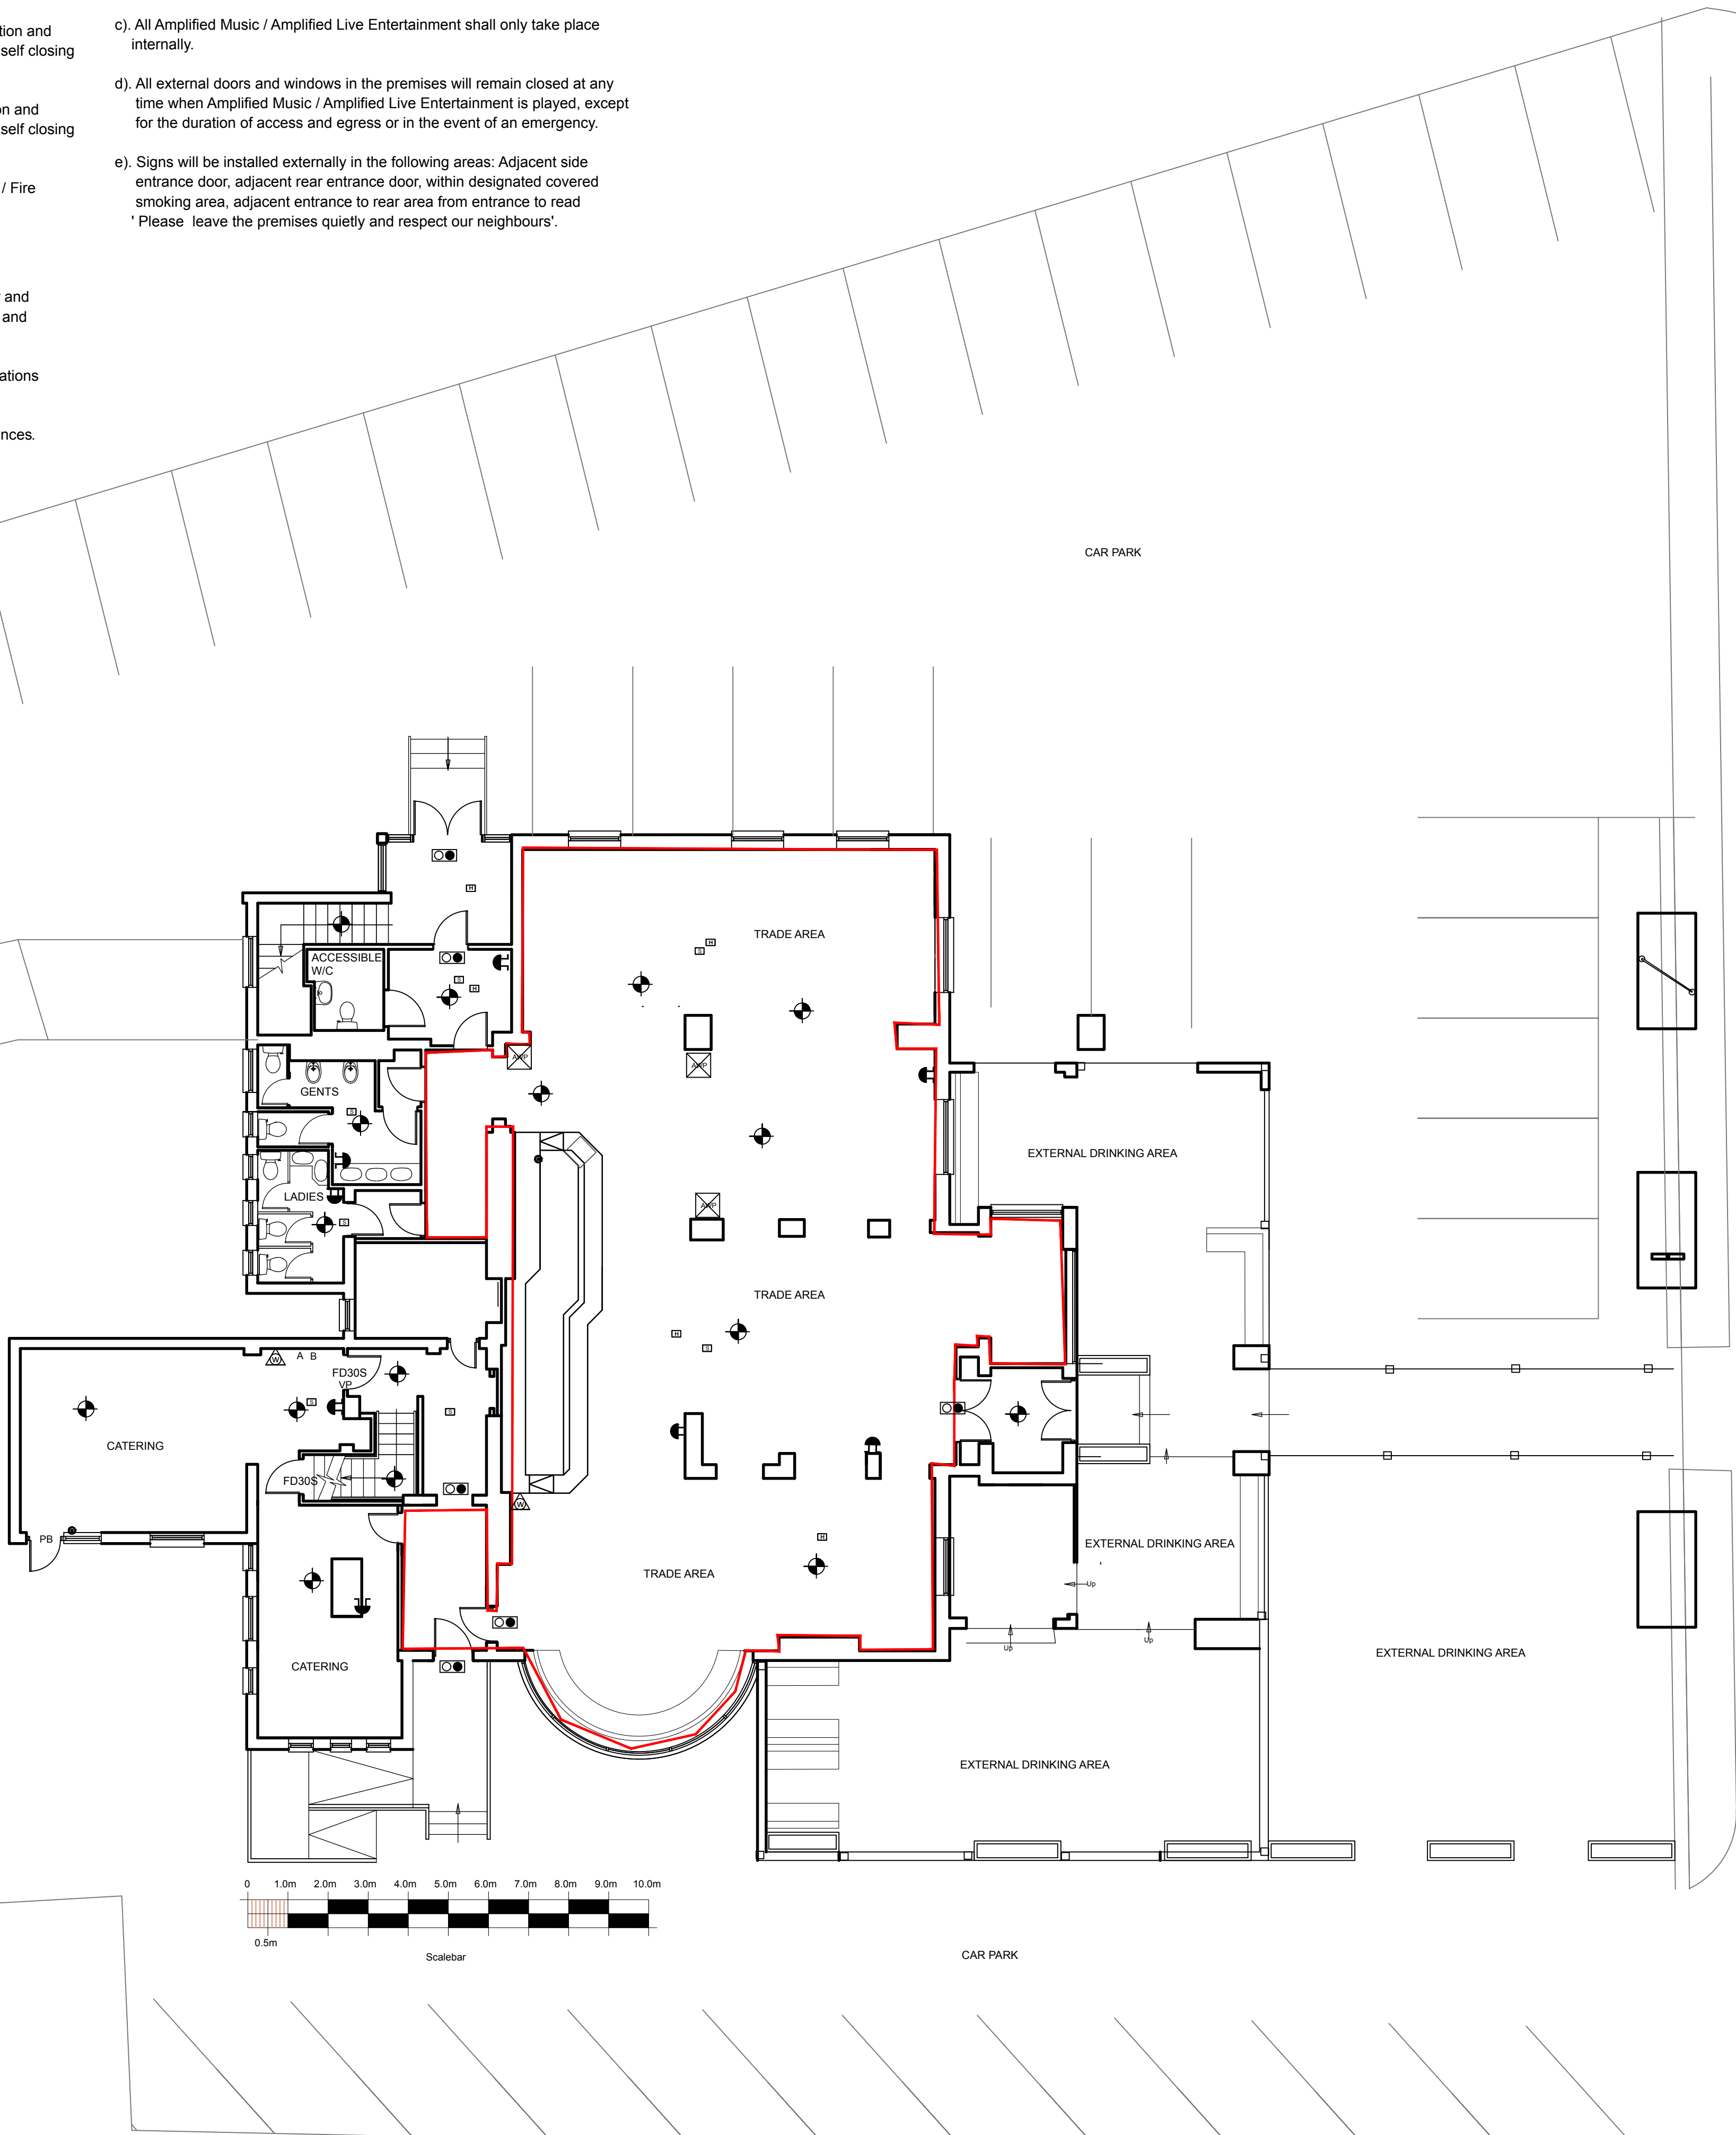 tion and
self closing
on and
self closing
/ Fire
and
and
ations
nces.
c). All Amplified Music / Amplified Live Entertainment shall only take place
internally.
d). All external doors and windows in the premises will remain closed at any
time when Amplified Music / Amplified Live Entertainment is played, except
for the duration of access and egress or in the event of an emergency.
e). Signs will be installed externally in the following areas: Adjacent side
entrance door, adjacent rear entrance door, within designated covered
smoking area, adjacent entrance to rear area from entrance to read
' Please leave the premises quietly and respect our neighbours'.
CAR PARK
H
TRADE AREA
H
S
ACCESSIBLE
W/C
S
H
AWP
AWP
GENTS
S
EXTERNAL DRINKING AREA
LADIES
S
AWP
TRADE AREA
H
S
W
A B
FD30S
VP
S
S
CATERING
FD30S
W
PB
H
EXTERNAL DRINKING AREA
TRADE AREA
Up
Up
Up
CATERING
EXTERNAL DRINKING AREA
EXTERNAL DRINKING AREA
0 1.0m 2.0m 3.0m 4.0m 5.0m 6.0m 7.0m 8.0m 9.0m 10.0m
0.5m
Scalebar
CAR PARK